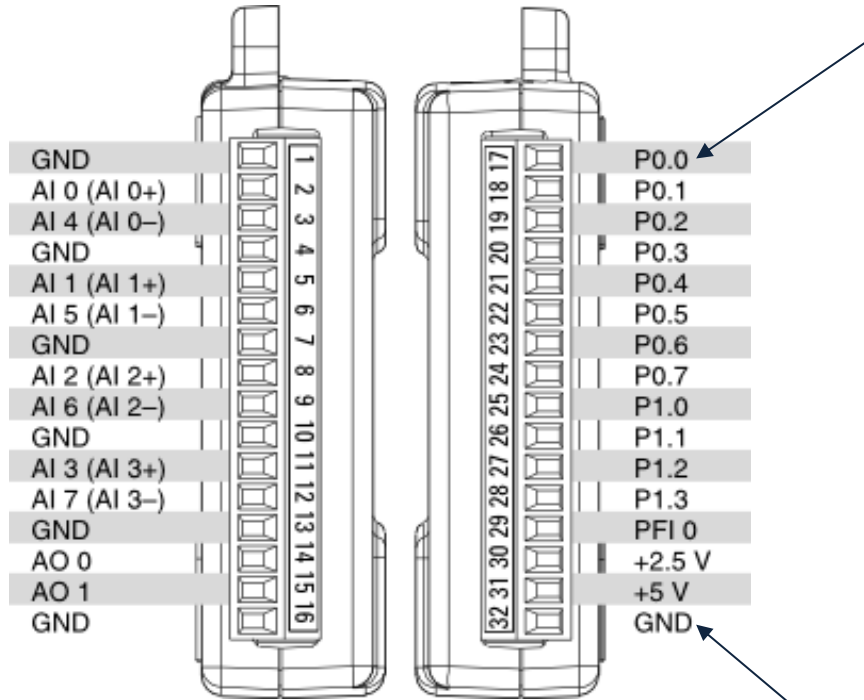 GND 1 17 P0.0
AI 0 (AI 0+) 2 18 P0.1
AI 4 (AI 0–) 3 19 P0.2
GND 4 20 P0.3
AI 1 (AI 1+) 5 21 P0.4
AI 5 (AI 1–) 6 22 P0.5
GND 7 23 P0.6
AI 2 (AI 2+) 8 24 P0.7
AI 6 (AI 2–) 9 25 P1.0
GND 10 26 P1.1
AI 3 (AI 3+) 11 27 P1.2
AI 7 (AI 3–) 12 28 P1.3
GND 13 29 PFI 0
AO 0 14 30 +2.5 V
AO 1 15 31 +5 V
GND 16 32 GND